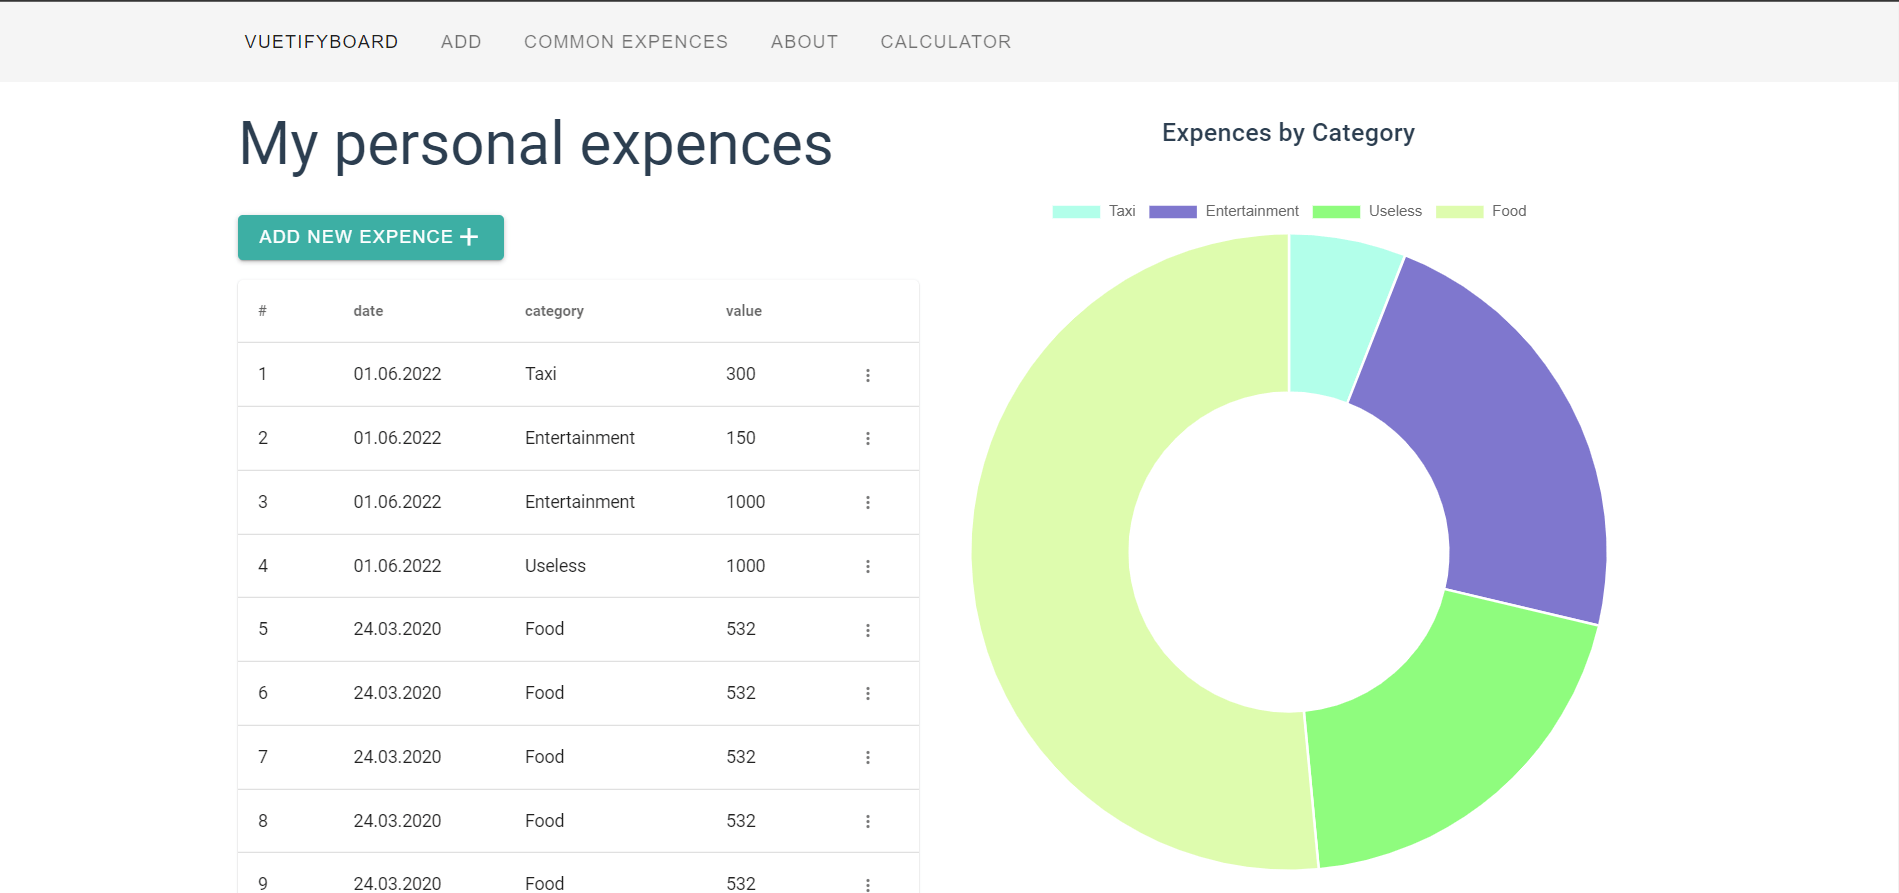 VUETIFYBOARD ADD COMMON EXPENCES ABOUT CALCULATOR
My personal expences
ADD NEW EXPENCE +
# date category value
1 01.06.2022 Taxi 300
2 01.06.2022 Entertainment 150
3 01.06.2022 Entertainment 1000
4 01.06.2022 Useless 1000
5 24.03.2020 Food 532
6 24.03.2020 Food 532
7 24.03.2020 Food 532
8 24.03.2020 Food 532
9 24.03.2020 Food 532
Expences by Category
Taxi Entertainment Useless Food